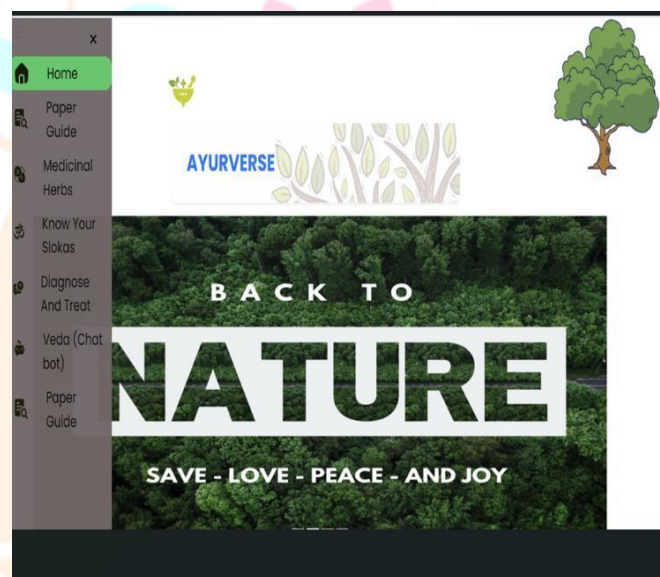 x
Home
Paper
Guide
Medicinal
Herbs
Know Your
Slokas
Diagnose
And Treat
Veda (Chat
bot)
Paper
Guide
AYURVERSE
BACK TO
NATURE
SAVE - LOVE - PEACE - AND JOY